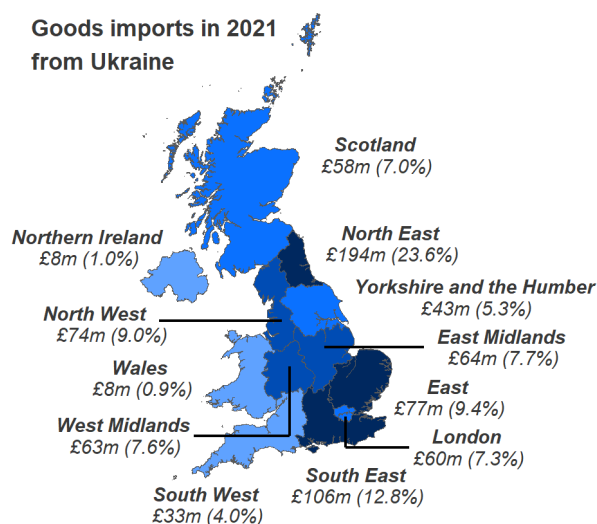 Goods imports in 2021
from Ukraine
Scotland
£58m (7.0%)
Northern Ireland
£8m (1.0%)
North East
£194m (23.6%)
Yorkshire and the Humber
£43m (5.3%)
North West
£74m (9.0%)
East Midlands
£64m (7.7%)
Wales
£8m (0.9%)
East
£77m (9.4%)
West Midlands
£63m (7.6%)
London
£60m (7.3%)
South East
£106m (12.8%)
South West
£33m (4.0%)